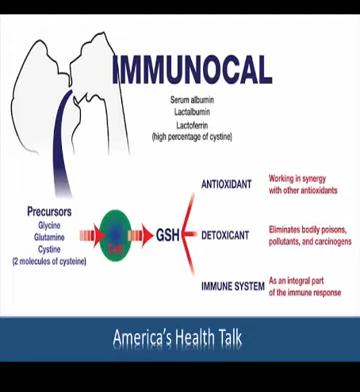 IMMUNOCAL
Serum albumin
Lactalbumin
Lactoferrin
(high percentage of cystine)
Precursors
Glycine
Glutamine
Cystine
(2 molecules of cysteine)
Cell
GSH
ANTIOXIDANT
Working in synergy
with other antioxidants
DETOXICANT
Eliminates bodily poisons,
pollutants, and carcinogens
IMMUNE SYSTEM
As an integral part
of the immune response
America's Health Talk